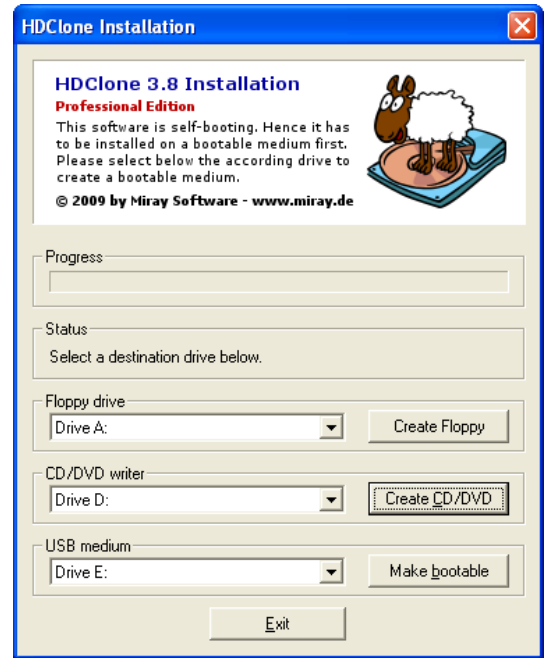 HDClone Installation
HDClone 3.8 Installation
Professional Edition
This software is self-booting. Hence it has
to be installed on a bootable medium first.
Please select below the according drive to
create a bootable medium.
© 2009 by Miray Software - www.miray.de
Progress
Status
Select a destination drive below.
Floppy drive
Drive A:
Create Floppy
CD/DVD writer
Drive D:
Create CD/DVD
USB medium
Drive E:
Make bootable
Exit